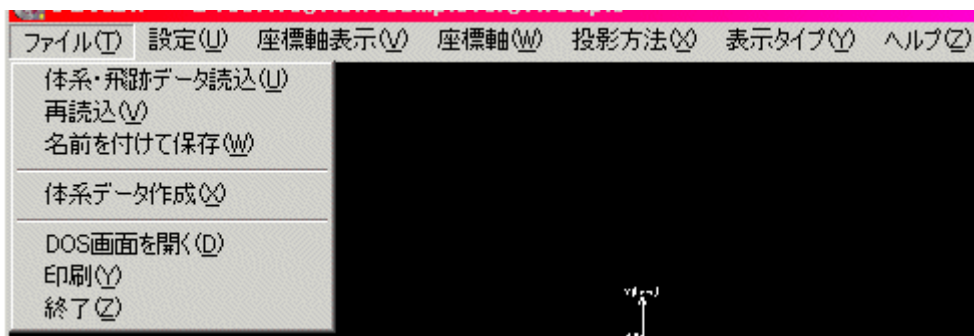 ファイル(T) 設定(U) 座標軸表示(V) 座標軸(W) 投影方法(X) 表示タイプ(Y) ヘルプ(Z)
体系・飛跡データ読込(U)
再読込(V)
名前を付けて保存(W)
体系データ作成(X)
DOS画面を開く(D)
印刷(Y)
終了(Z)